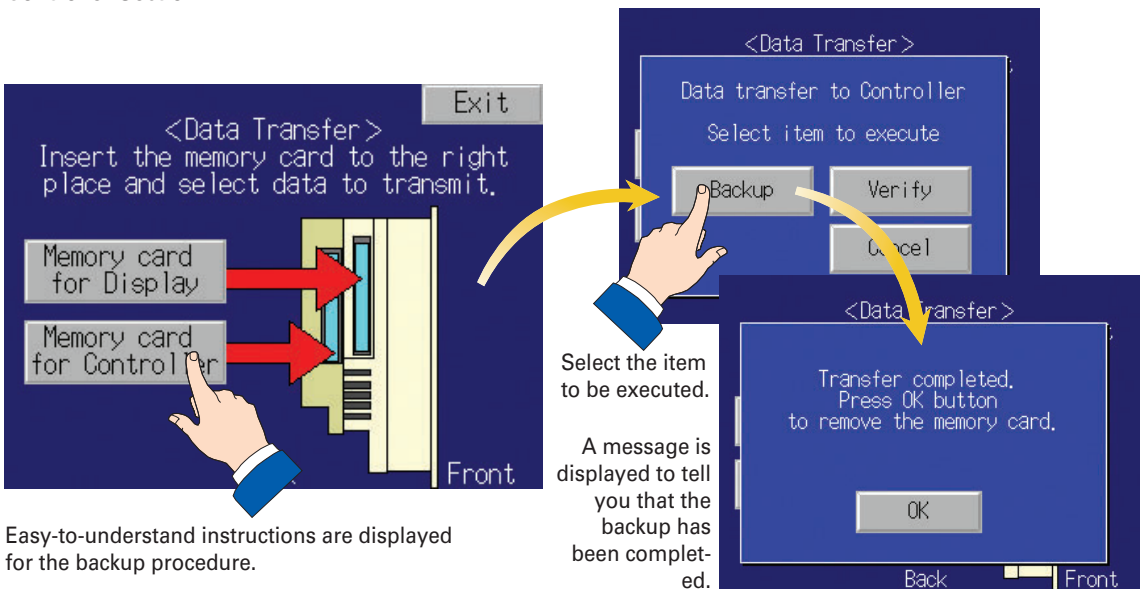 Exit
<Data Transfer>
Insert the memory card to the right
place and select data to transmit.
Memory card
for Display
Memory card
for Controller
Front
Easy-to-understand instructions are displayed
for the backup procedure.
<Data Transfer>
Data transfer to Controller
Select item to execute
Backup
Verify
Cancel
Select the item
to be executed.
A message is
displayed to tell
you that the
backup has
been complet-
ed.
<Data Transfer>
Transfer completed.
Press OK button
to remove the memory card.
OK
Back
Front